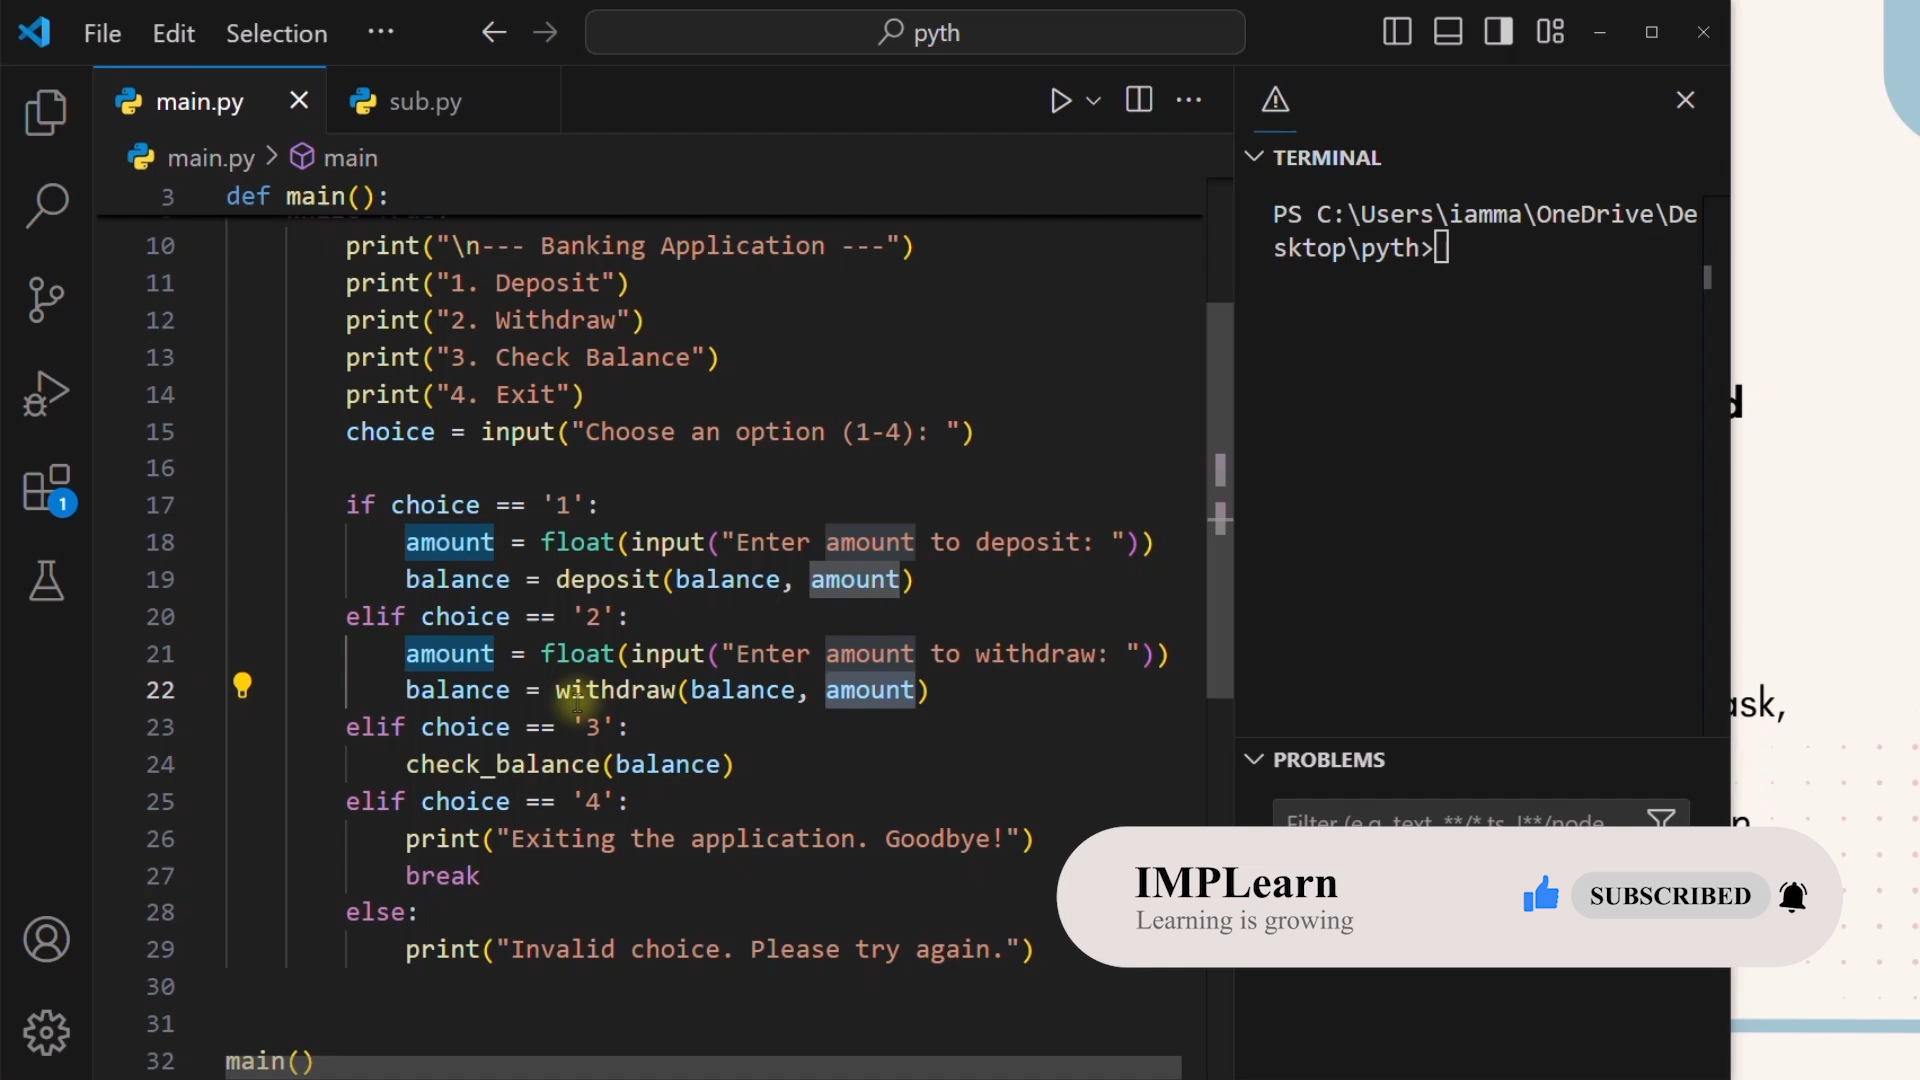 File Edit Selection ··· pyth
main.py sub.py
main.py > main
3 def main():
10 print("\n--- Banking Application ---")
11 print("1. Deposit")
12 print("2. Withdraw")
13 print("3. Check Balance")
14 print("4. Exit")
15 choice = input("Choose an option (1-4): ")
16
17 if choice == '1':
18 amount = float(input("Enter amount to deposit: "))
19 balance = deposit(balance, amount)
20 elif choice == '2':
21 amount = float(input("Enter amount to withdraw: "))
22 balance = withdraw(balance, amount)
23 elif choice == '3':
24 check_balance(balance)
25 elif choice == '4':
26 print("Exiting the application. Goodbye!")
27 break
28 else:
29 print("Invalid choice. Please try again.")
30
31
32 main()
1
TERMINAL
PS C:\Users\iamma\OneDrive\De
sktop\pyth>
PROBLEMS
Filter (e.g. text, **/*.ts, !**/node
IMPLearn
Learning is growing
SUBSCRIBED
d
ask,